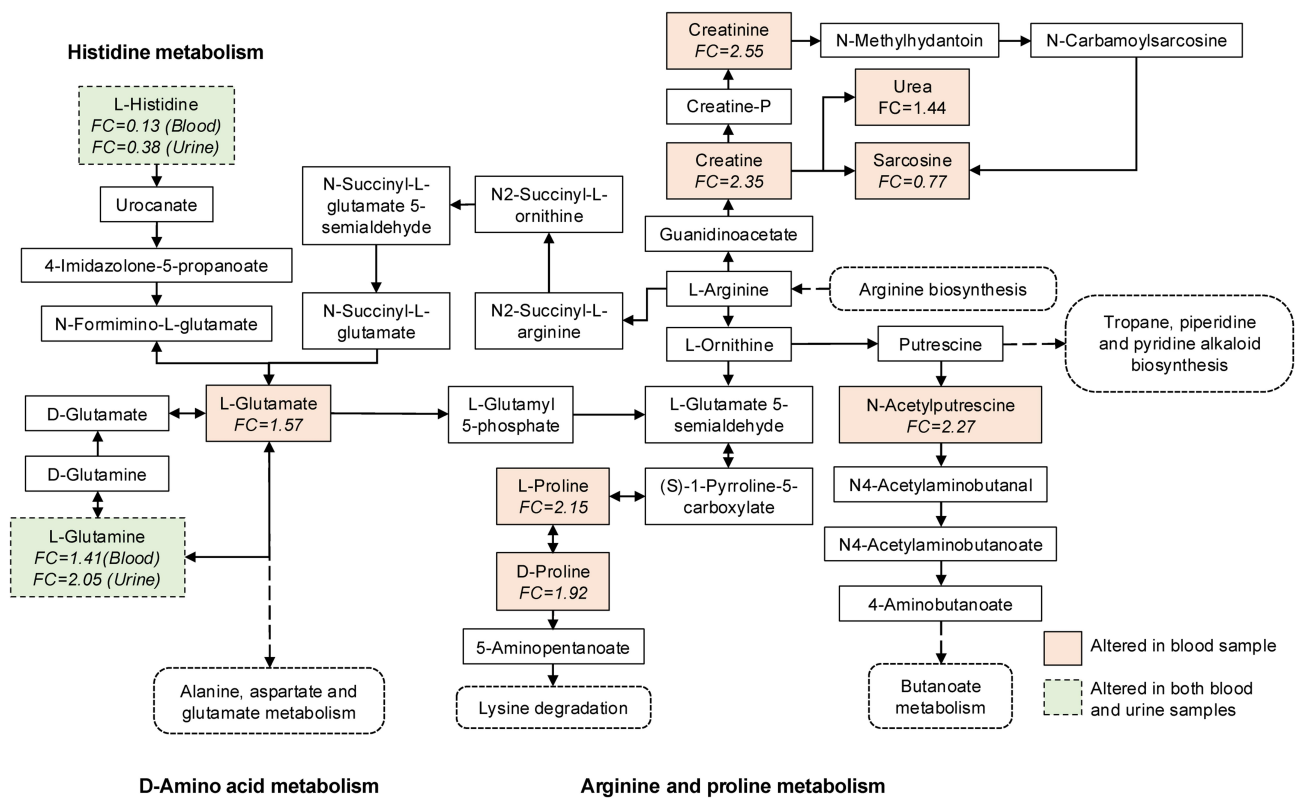 Histidine metabolism
L-Histidine
FC=0.13 (Blood)
FC=0.38 (Urine)
Urocanate
4-Imidazolone-5-propanoate
N-Formimino-L-glutamate
N-Succinyl-L-
glutamate 5-
semialdehyde
N-Succinyl-L-
glutamate
N2-Succinyl-L-
ornithine
N2-Succinyl-L-
arginine
Creatinine
FC=2.55
N-Methylhydantoin
N-Carbamoylsarcosine
Creatine-P
Urea
FC=1.44
Creatine
FC=2.35
Sarcosine
FC=0.77
Guanidinoacetate
L-Arginine
Arginine biosynthesis
L-Ornithine
Putrescine
Tropane, piperidine
and pyridine alkaloid
biosynthesis
D-Glutamate
L-Glutamate
FC=1.57
L-Glutamyl
5-phosphate
L-Glutamate 5-
semialdehyde
N-Acetylputrescine
FC=2.27
D-Glutamine
L-Glutamine
FC=1.41(Blood)
FC=2.05 (Urine)
L-Proline
FC=2.15
(S)-1-Pyrroline-5-
carboxylate
D-Proline
FC=1.92
5-Aminopentanoate
Lysine degradation
N4-Acetylaminobutanal
N4-Acetylaminobutanoate
4-Aminobutanoate
Butanoate
metabolism
Alanine, aspartate and
glutamate metabolism
Altered in blood sample
Altered in both blood
and urine samples
D-Amino acid metabolism
Arginine and proline metabolism